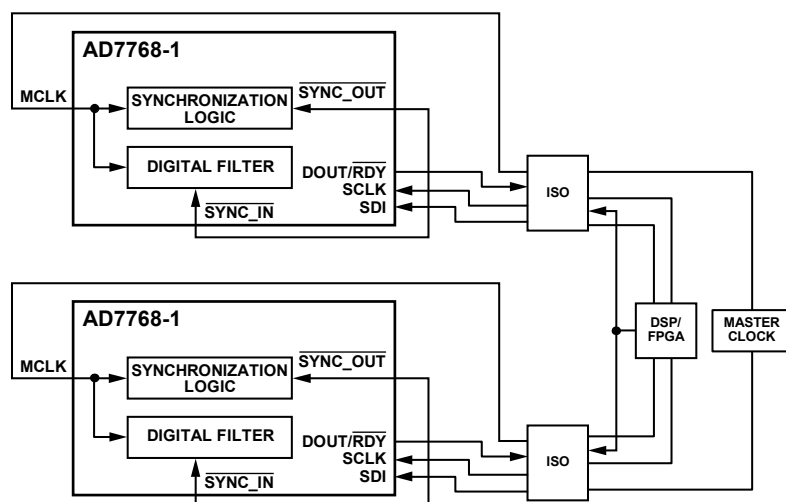 AD7768-1
MCLK
SYNCHRONIZATION
LOGIC
SYNC_OUT
DIGITAL FILTER
DOUT/RDY
SCLK
SDI
SYNC_IN
ISO
AD7768-1
MCLK
SYNCHRONIZATION
LOGIC
SYNC_OUT
DIGITAL FILTER
DOUT/RDY
SCLK
SDI
SYNC_IN
ISO
DSP/
FPGA
MASTER
CLOCK